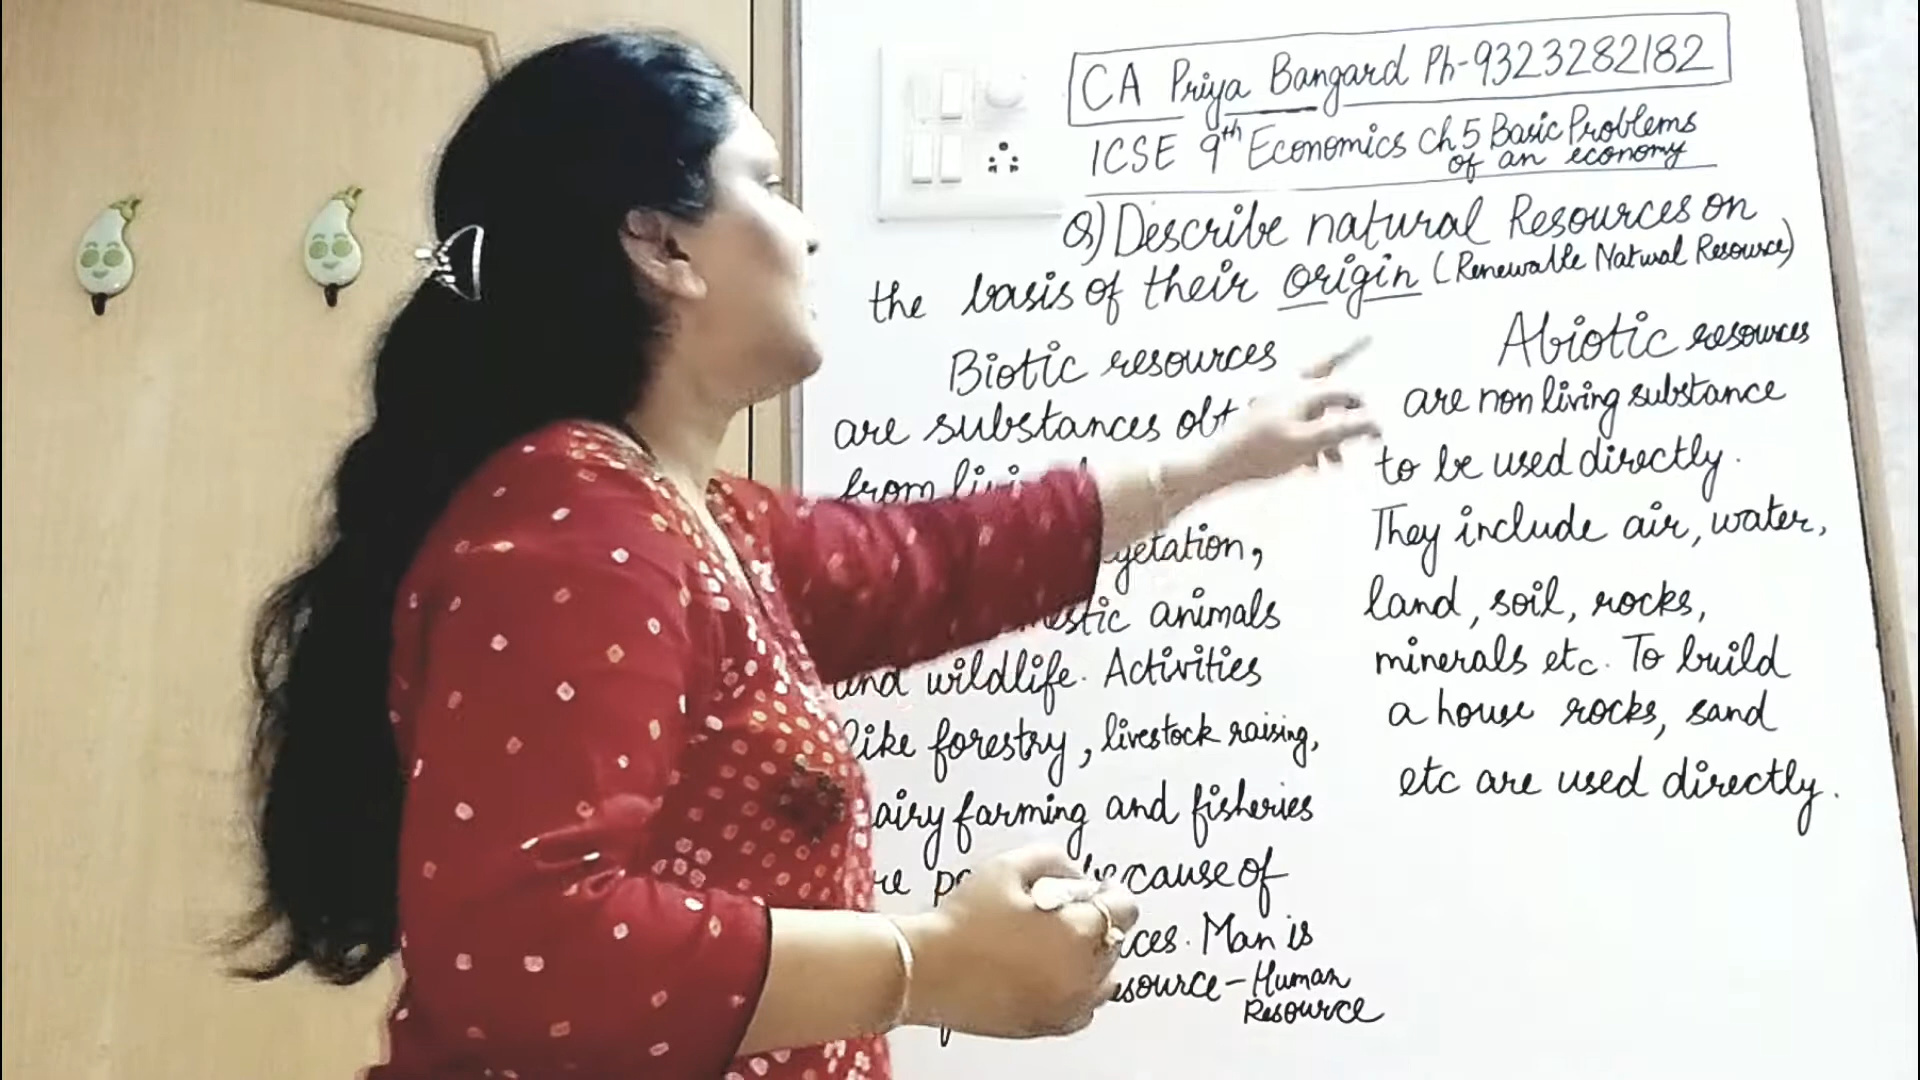 CA Priya Bangard Ph-9323282182
ICSE 9th Economics Ch 5 Basic Problems
of an economy
Q) Describe natural Resources on
the basis of their origin (Renewable Natural Resource)
Biotic resources
are substances
from
animals
and wildlife. Activities
like forestry, livestock raising,
farming and fisheries
because of
Man is
Human
Resource
Abiotic resources
are non living substance
to be used directly.
They include air, water,
land, soil, rocks,
minerals etc. To build
a house rocks, sand
etc are used directly.